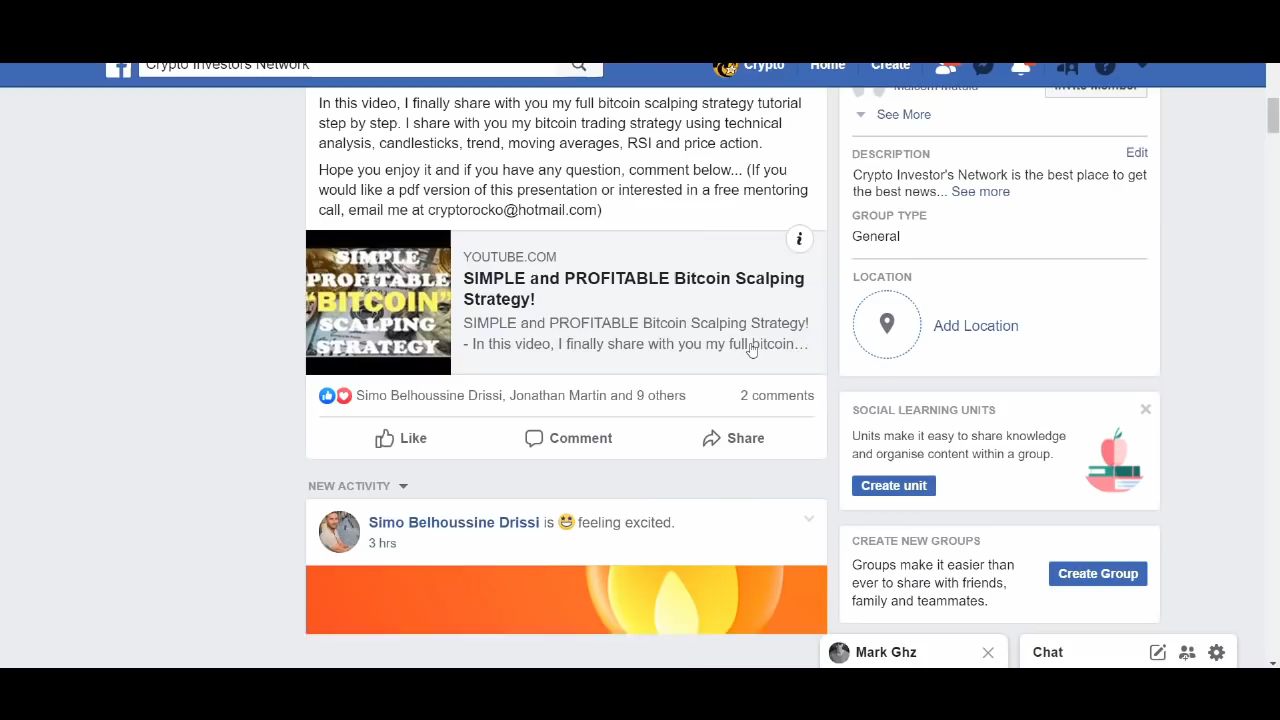 Crypto Investors Network
Crypto
Home
Create
In this video, I finally share with you my full bitcoin scalping strategy tutorial
step by step. I share with you my bitcoin trading strategy using technical
analysis, candlesticks, trend, moving averages, RSI and price action.
Hope you enjoy it and if you have any question, comment below... (If you
would like a pdf version of this presentation or interested in a free mentoring
call, email me at cryptorocko@hotmail.com)
SIMPLE
PROFITABLE
"BITCOIN"
SCALPING
STRATEGY
YOUTUBE.COM
SIMPLE and PROFITABLE Bitcoin Scalping
Strategy!
SIMPLE and PROFITABLE Bitcoin Scalping Strategy!
- In this video, I finally share with you my full bitcoin...
Simo Belhoussine Drissi, Jonathan Martin and 9 others
2 comments
Like
Comment
Share
NEW ACTIVITY
Simo Belhoussine Drissi is feeling excited.
3 hrs
See More
DESCRIPTION
Edit
Crypto Investor's Network is the best place to get
the best news... See more
GROUP TYPE
General
LOCATION
Add Location
SOCIAL LEARNING UNITS
Units make it easy to share knowledge
and organise content within a group.
Create unit
CREATE NEW GROUPS
Groups make it easier than
ever to share with friends,
family and teammates.
Create Group
Mark Ghz
Chat